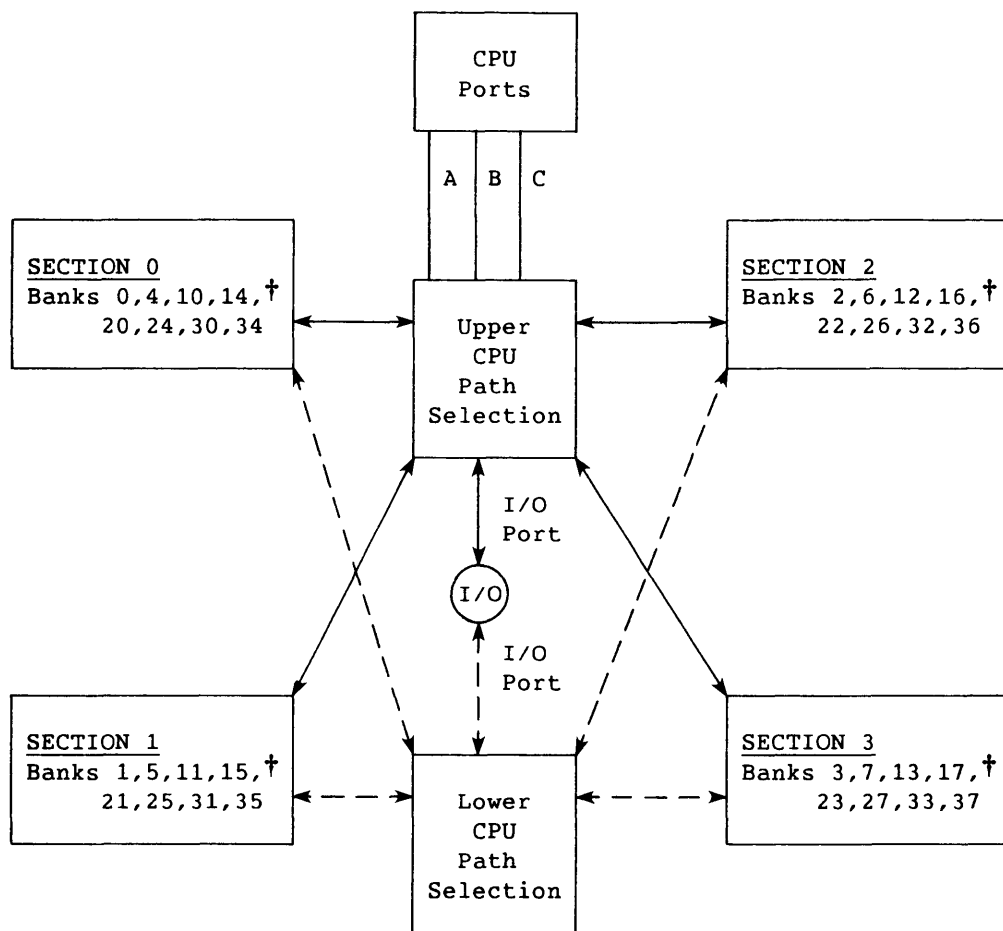 CPU
Ports
A B C
SECTION 0
Banks 0,4,10,14,†
20,24,30,34
Upper
CPU
Path
Selection
SECTION 2
Banks 2,6,12,16,†
22,26,32,36
I/O
Port
I/O
I/O
Port
SECTION 1
Banks 1,5,11,15,†
21,25,31,35
Lower
CPU
Path
Selection
SECTION 3
Banks 3,7,13,17,†
23,27,33,37